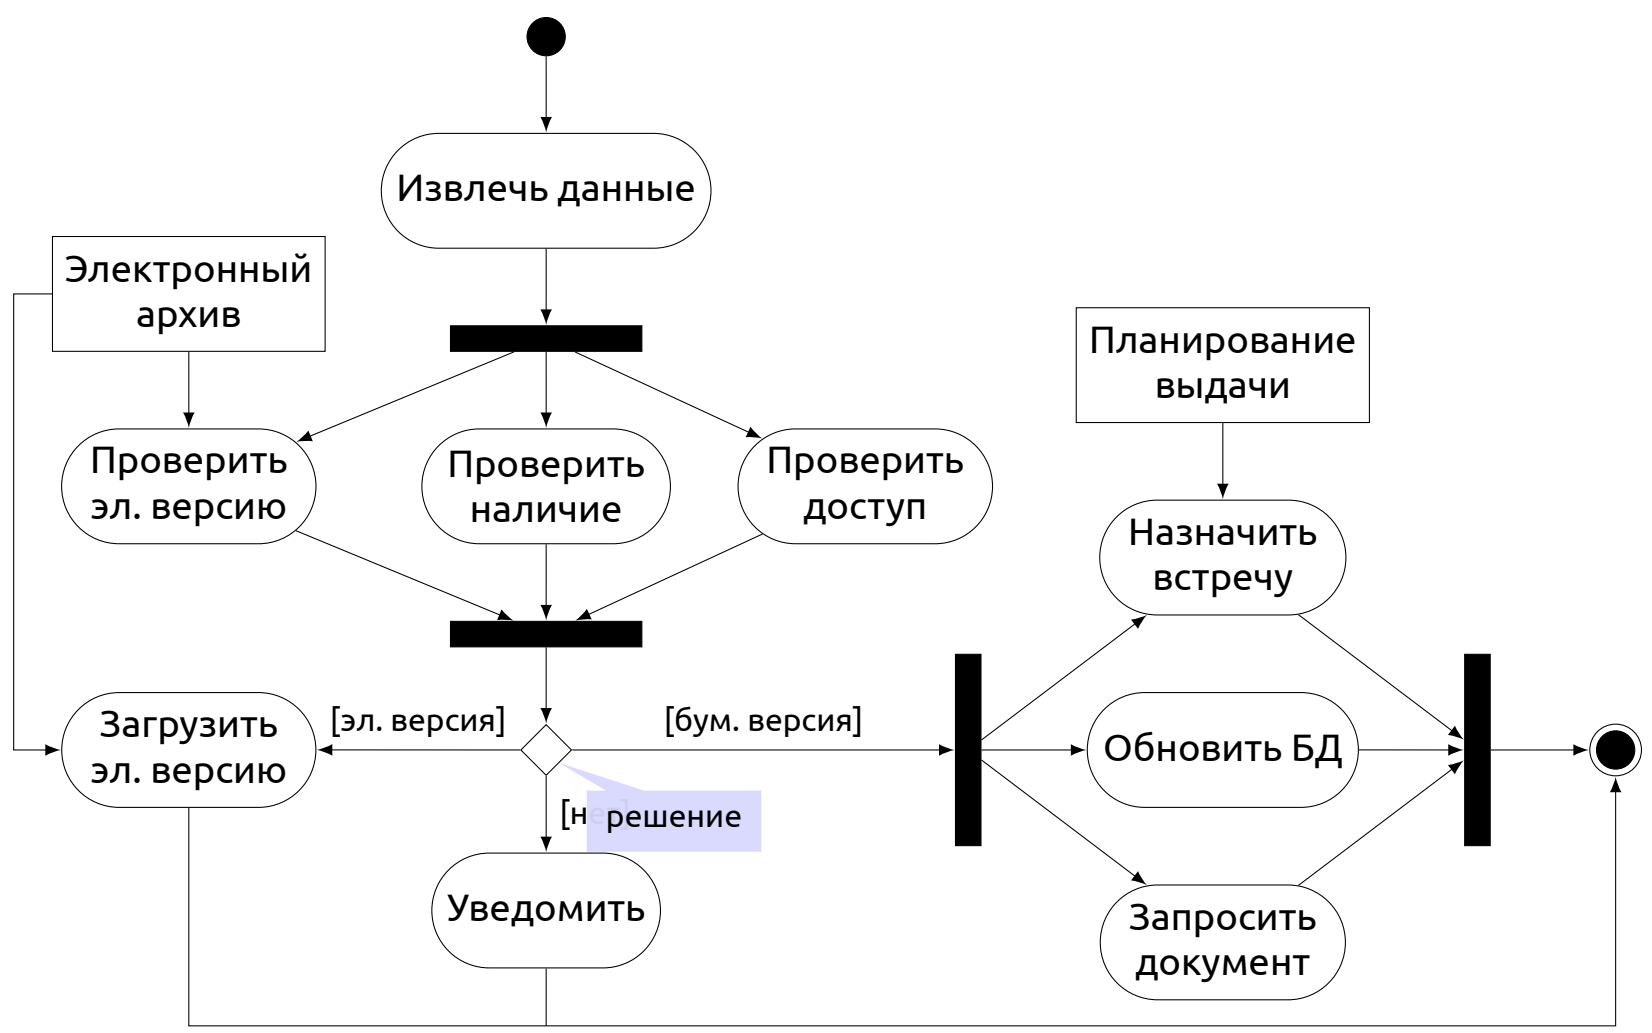 Извлечь данные
Электронный
архив
Планирование
выдачи
Проверить
эл. версию
Проверить
наличие
Проверить
доступ
Назначить
встречу
Загрузить
эл. версию
[эл. версия]
[бум. версия]
Обновить БД
[нет]
решение
Уведомить
Запросить
документ